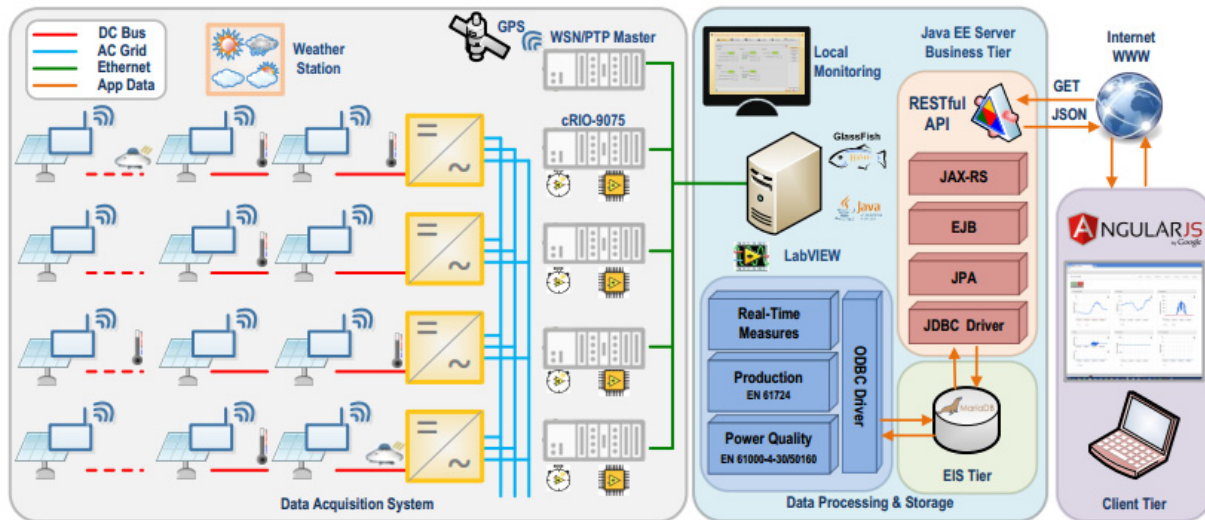 DC Bus
AC Grid
Ethernet
App Data
Weather
Station
GPS
WSN/PTP Master
cRIO-9075
Data Acquisition System
Local
Monitoring
GlassFish
Java
LabVIEW
Real-Time
Measures
Production
EN 61724
Power Quality
EN 61000-4-30/50160
ODBC Driver
Data Processing & Storage
Java EE Server
Business Tier
RESTful
API
JAX-RS
EJB
JPA
JDBC Driver
MariaDB
EIS Tier
Internet
WWW
GET
JSON
ANGULARJS
by Google
Client Tier